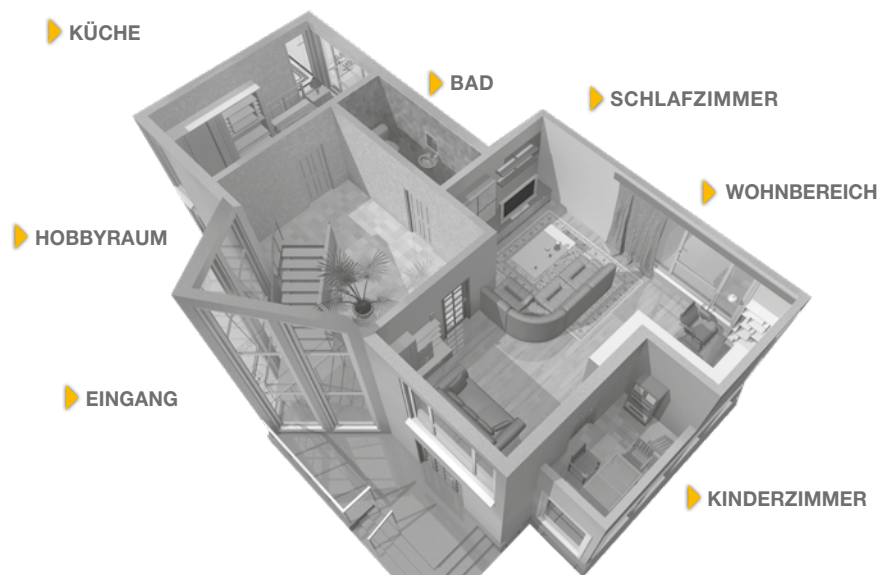 KÜCHE
BAD
SCHLAFZIMMER
WOHNBEREICH
HOBBYRAUM
EINGANG
KINDERZIMMER